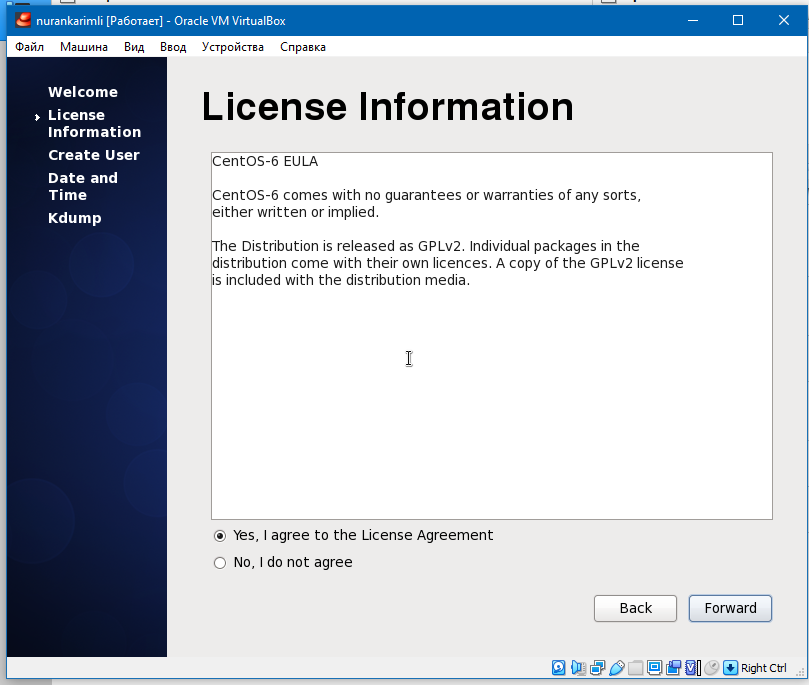 nurankarimli [Работает] - Oracle VM VirtualBox
Файл Машина Вид Ввод Устройства Справка
Welcome
License
Information
Create User
Date and
Time
Kdump
License Information
CentOS-6 EULA
CentOS-6 comes with no guarantees or warranties of any sorts,
either written or implied.
The Distribution is released as GPLv2. Individual packages in the
distribution come with their own licences. A copy of the GPLv2 license
is included with the distribution media.
Yes, I agree to the License Agreement
No, I do not agree
Back Forward
Right Ctrl